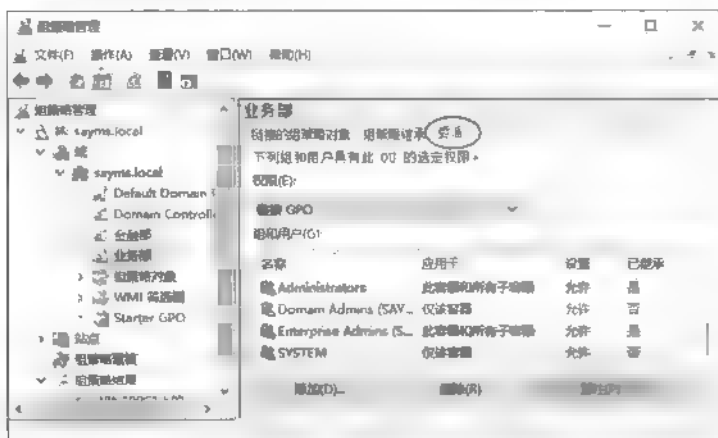 组策略管理
文件(F) 操作(A) 查看(V) 窗口(W) 帮助(H)
组策略管理
林: sayms.local
域
sayms.local
Default Domain
Domain Controll
金融部
业务部
组策略对象
WMI 筛选器
Starter GPO
站点
组策略建模
组策略结果
业务部
链接的组策略对象 组策略继承 委派
下列组和用户具有此 OU 的选定权限。
权限(E):
链接 GPO
组和用户(G):
名称 应用于 设置 已继承
Administrators 此容器和所有子容器 允许 是
Domain Admins (SAY... 仅该容器 允许 否
Enterprise Admins (S... 此容器和所有子容器 允许 是
SYSTEM 仅该容器 允许 否
添加(D)... 删除(R)